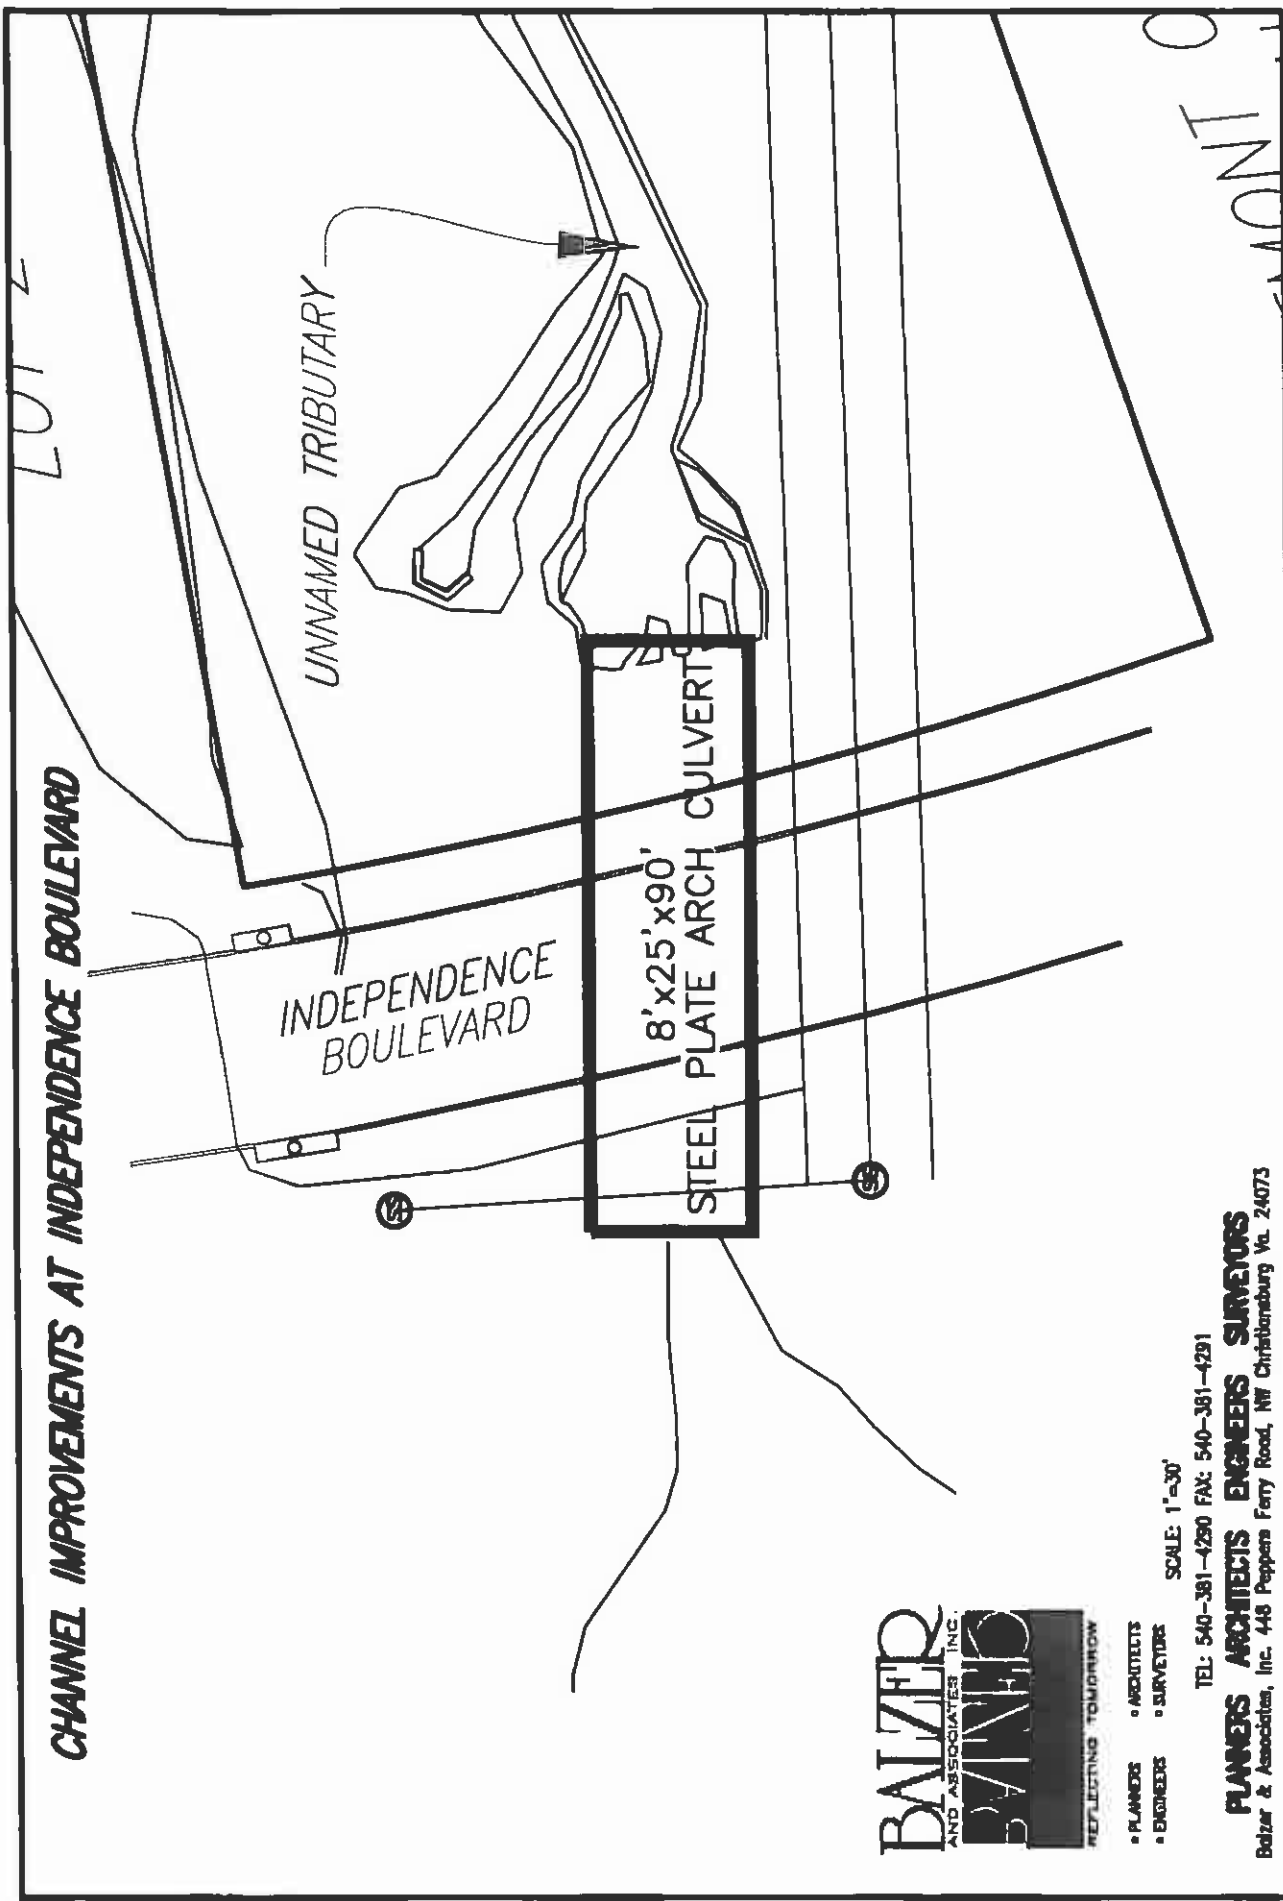 CHANNEL IMPROVEMENTS AT INDEPENDENCE BOULEVARD
LOT 2
UNNAMED TRIBUTARY
INDEPENDENCE
BOULEVARD
8'x25'x90'
STEEL PLATE ARCH CULVERT
BALZER
AND ASSOCIATES INC.
REFLECTING TOMORROW
• PLANNERS • ARCHITECTS
• ENGINEERS • SURVEYORS
SCALE: 1"=30'
TEL: 540-381-4290 FAX: 540-381-4291
PLANNERS ARCHITECTS ENGINEERS SURVEYORS
Balzer & Associates, Inc. 448 Peppers Ferry Road, NW Christiansburg Va. 24073